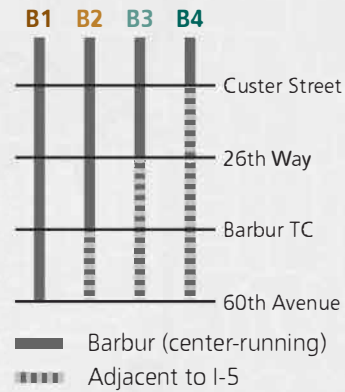 B1 B2 B3 B4
Custer Street
26th Way
Barbur TC
60th Avenue
Barbur (center-running)
Adjacent to I-5